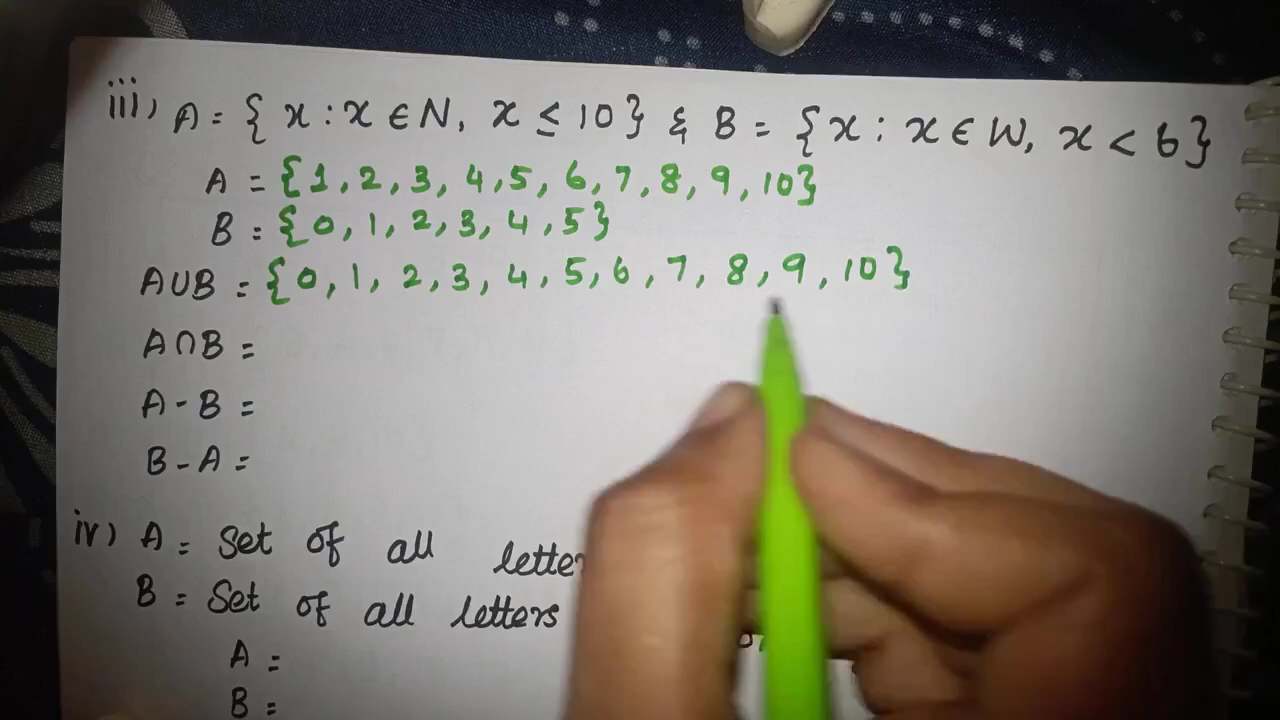 iii) A = { x : x ∈ N, x ≤ 10} & B = {x : x ∈ W, x < 6}
A = {1, 2, 3, 4, 5, 6, 7, 8, 9, 10}
B = {0, 1, 2, 3, 4, 5}
A∪B = {0, 1, 2, 3, 4, 5, 6, 7, 8, 9, 10}
A∩B =
A - B =
B - A =
iv) A = Set of all
B = Set of all letters
A =
B =